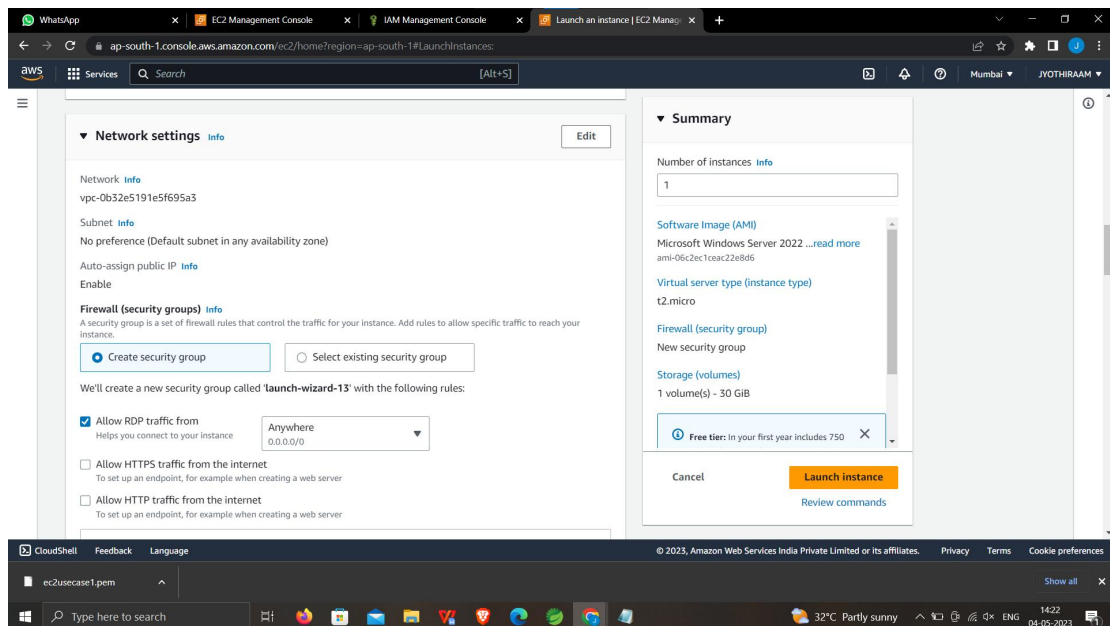 WhatsApp
EC2 Management Console
IAM Management Console
Launch an instance | EC2 Manag
ap-south-1.console.aws.amazon.com/ec2/home?region=ap-south-1#LaunchInstances:
J
aws
Services
Search
[Alt+S]
Mumbai
JYOTHIRAAM
Network settings Info
Edit
Network Info
vpc-0b32e5191e5f695a3
Subnet Info
No preference (Default subnet in any availability zone)
Auto-assign public IP Info
Enable
Firewall (security groups) Info
A security group is a set of firewall rules that control the traffic for your instance. Add rules to allow specific traffic to reach your
instance.
Create security group
Select existing security group
We'll create a new security group called 'launch-wizard-13' with the following rules:
Allow RDP traffic from
Helps you connect to your instance
Anywhere
0.0.0.0/0
Allow HTTPS traffic from the internet
To set up an endpoint, for example when creating a web server
Allow HTTP traffic from the internet
To set up an endpoint, for example when creating a web server
Summary
Number of instances Info
1
Software Image (AMI)
Microsoft Windows Server 2022 ...read more
ami-06c2ec1ceac22e8d6
Virtual server type (instance type)
t2.micro
Firewall (security group)
New security group
Storage (volumes)
1 volume(s) - 30 GiB
Free tier: In your first year includes 750
Cancel
Launch instance
Review commands
CloudShell
Feedback
Language
© 2023, Amazon Web Services India Private Limited or its affiliates.
Privacy
Terms
Cookie preferences
ec2usecase1.pem
Show all
Type here to search
32°C Partly sunny
ENG
14:22
04-05-2023